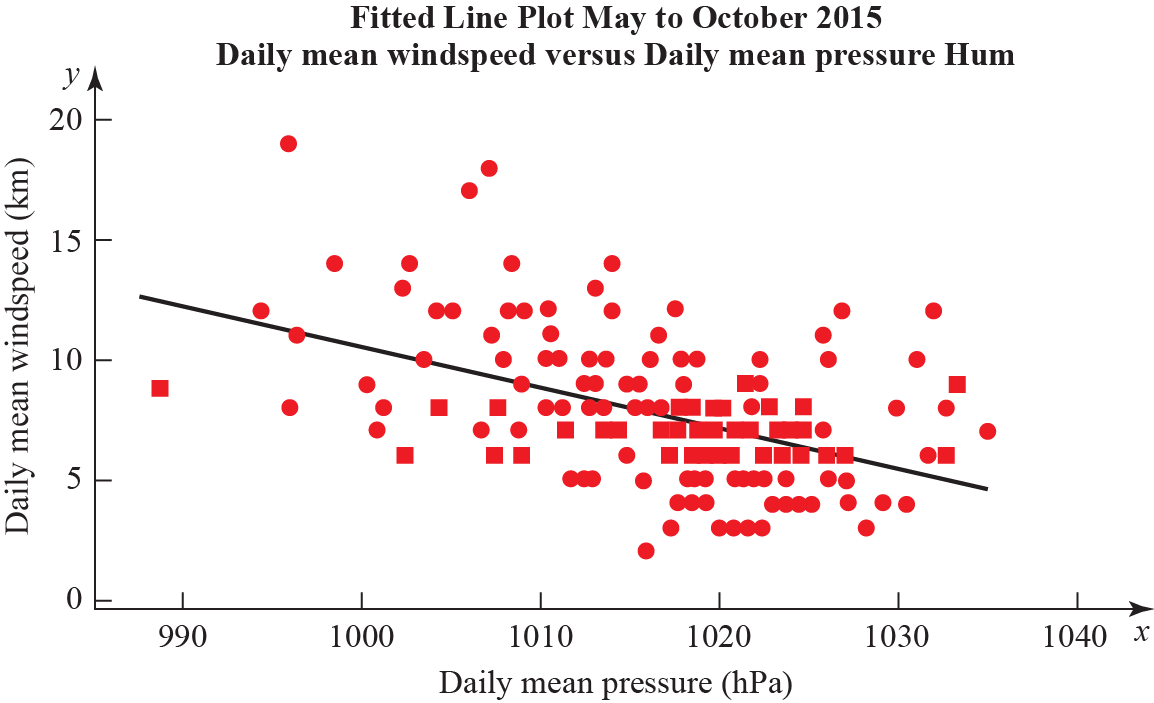 Fitted Line Plot May to October 2015
Daily mean windspeed versus Daily mean pressure Hum
y
20
15
10
5
0
Daily mean windspeed (km)
990 1000 1010 1020 1030 1040 x
Daily mean pressure (hPa)